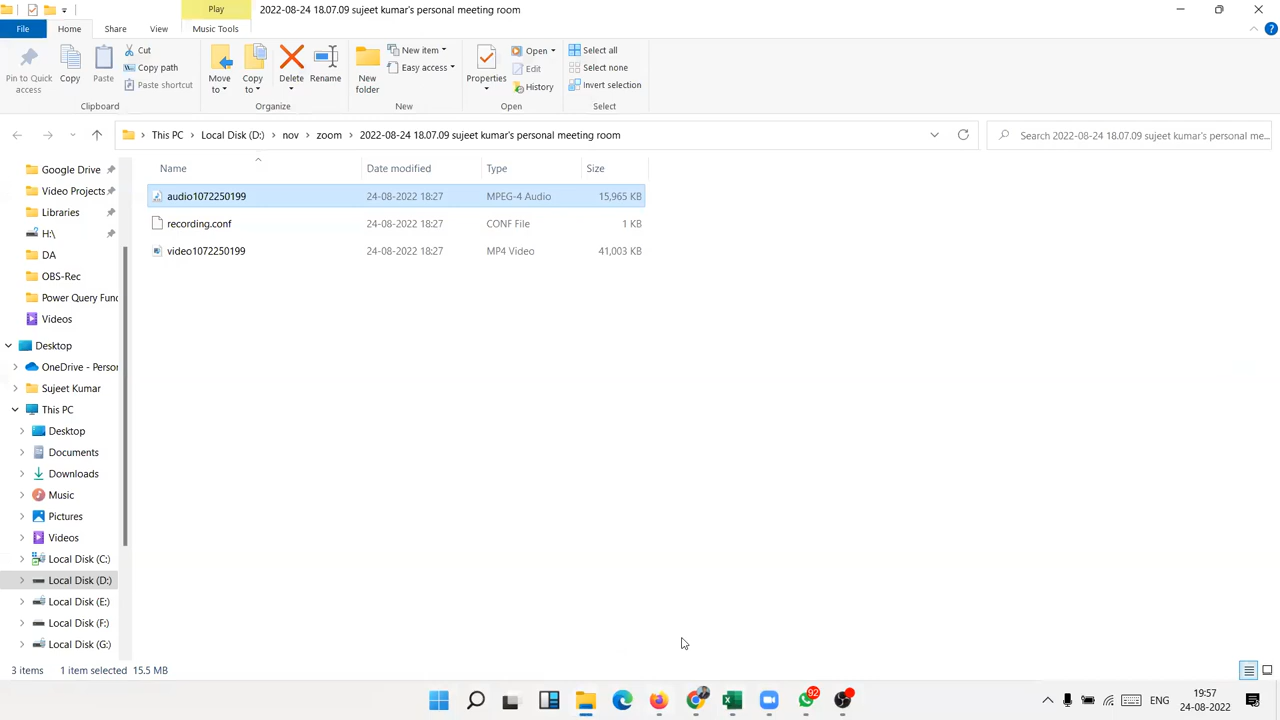 Play
2022-08-24 18.07.09 sujeet kumar's personal meeting room
File
Home
Share
View
Music Tools
Pin to Quick access
Copy
Paste
Cut
Copy path
Paste shortcut
Clipboard
Move to
Copy to
Delete
Rename
Organize
New folder
New item
Easy access
New
Properties
Open
Edit
History
Open
Select all
Select none
Invert selection
Select
This PC
Local Disk (D:)
nov
zoom
2022-08-24 18.07.09 sujeet kumar's personal meeting room
Search 2022-08-24 18.07.09 sujeet kumar's personal me...
Name
Date modified
Type
Size
audio1072250199 24-08-2022 18:27 MPEG-4 Audio 15,965 KB
recording.conf 24-08-2022 18:27 CONF File 1 KB
video1072250199 24-08-2022 18:27 MP4 Video 41,003 KB
Google Drive
Video Projects
Libraries
H:\
DA
OBS-Rec
Power Query Fund
Videos
Desktop
OneDrive - Person
Sujeet Kumar
This PC
Desktop
Documents
Downloads
Music
Pictures
Videos
Local Disk (C:)
Local Disk (D:)
Local Disk (E:)
Local Disk (F:)
Local Disk (G:)
3 items 1 item selected 15.5 MB
92
ENG
19:57
24-08-2022